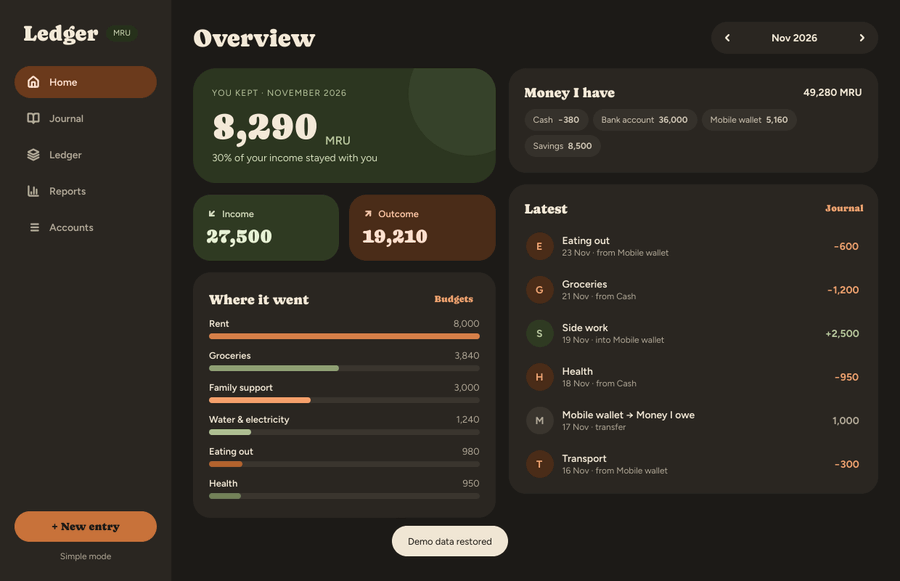 Ledger MRU
Home
Journal
Ledger
Reports
Accounts
+ New entry
Simple mode
Overview
Nov 2026
YOU KEPT · NOVEMBER 2026
8,290 MRU
30% of your income stayed with you
Income
27,500
Outcome
19,210
Where it went Budgets
Rent 8,000
Groceries 3,840
Family support 3,000
Water & electricity 1,240
Eating out 980
Health 950
Money I have 49,280 MRU
Cash −380 Bank account 36,000 Mobile wallet 5,160
Savings 8,500
Latest Journal
E Eating out −600
23 Nov · from Mobile wallet
G Groceries −1,200
21 Nov · from Cash
S Side work +2,500
19 Nov · into Mobile wallet
H Health −950
18 Nov · from Cash
M Mobile wallet → Money I owe 1,000
17 Nov · transfer
T Transport −300
16 Nov · from Mobile wallet
Demo data restored